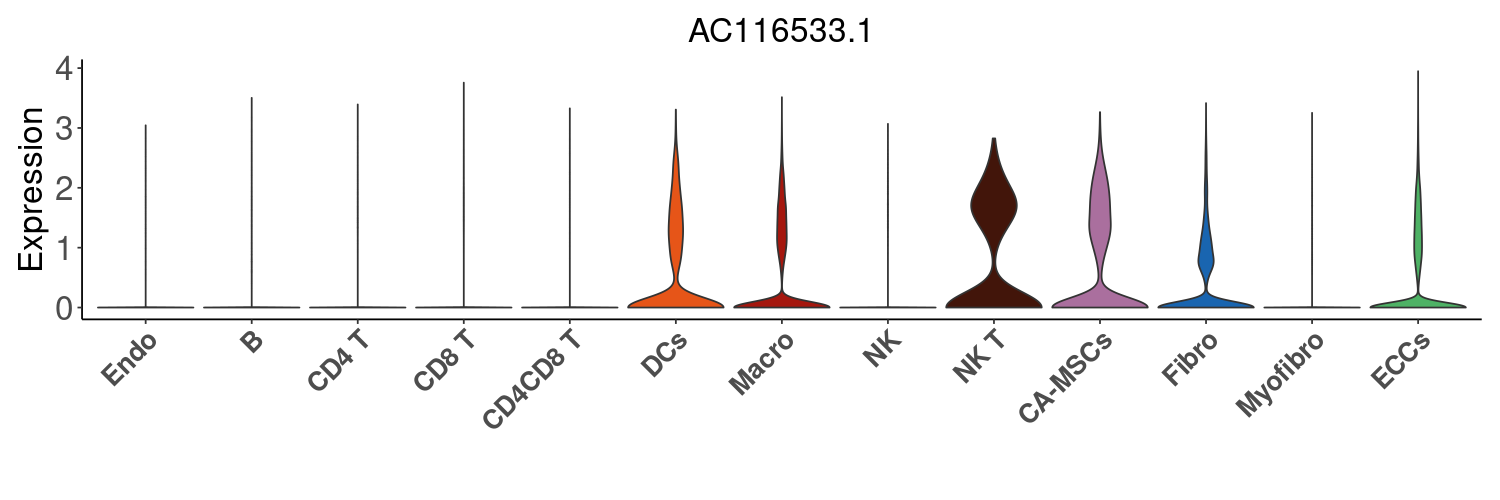 AC116533.1
Expression
4
3
2
1
0
Endo
B
CD4 T
CD8 T
CD4CD8 T
DCs
Macro
NK
NK T
CA-MSCs
Fibro
Myofibro
ECCs